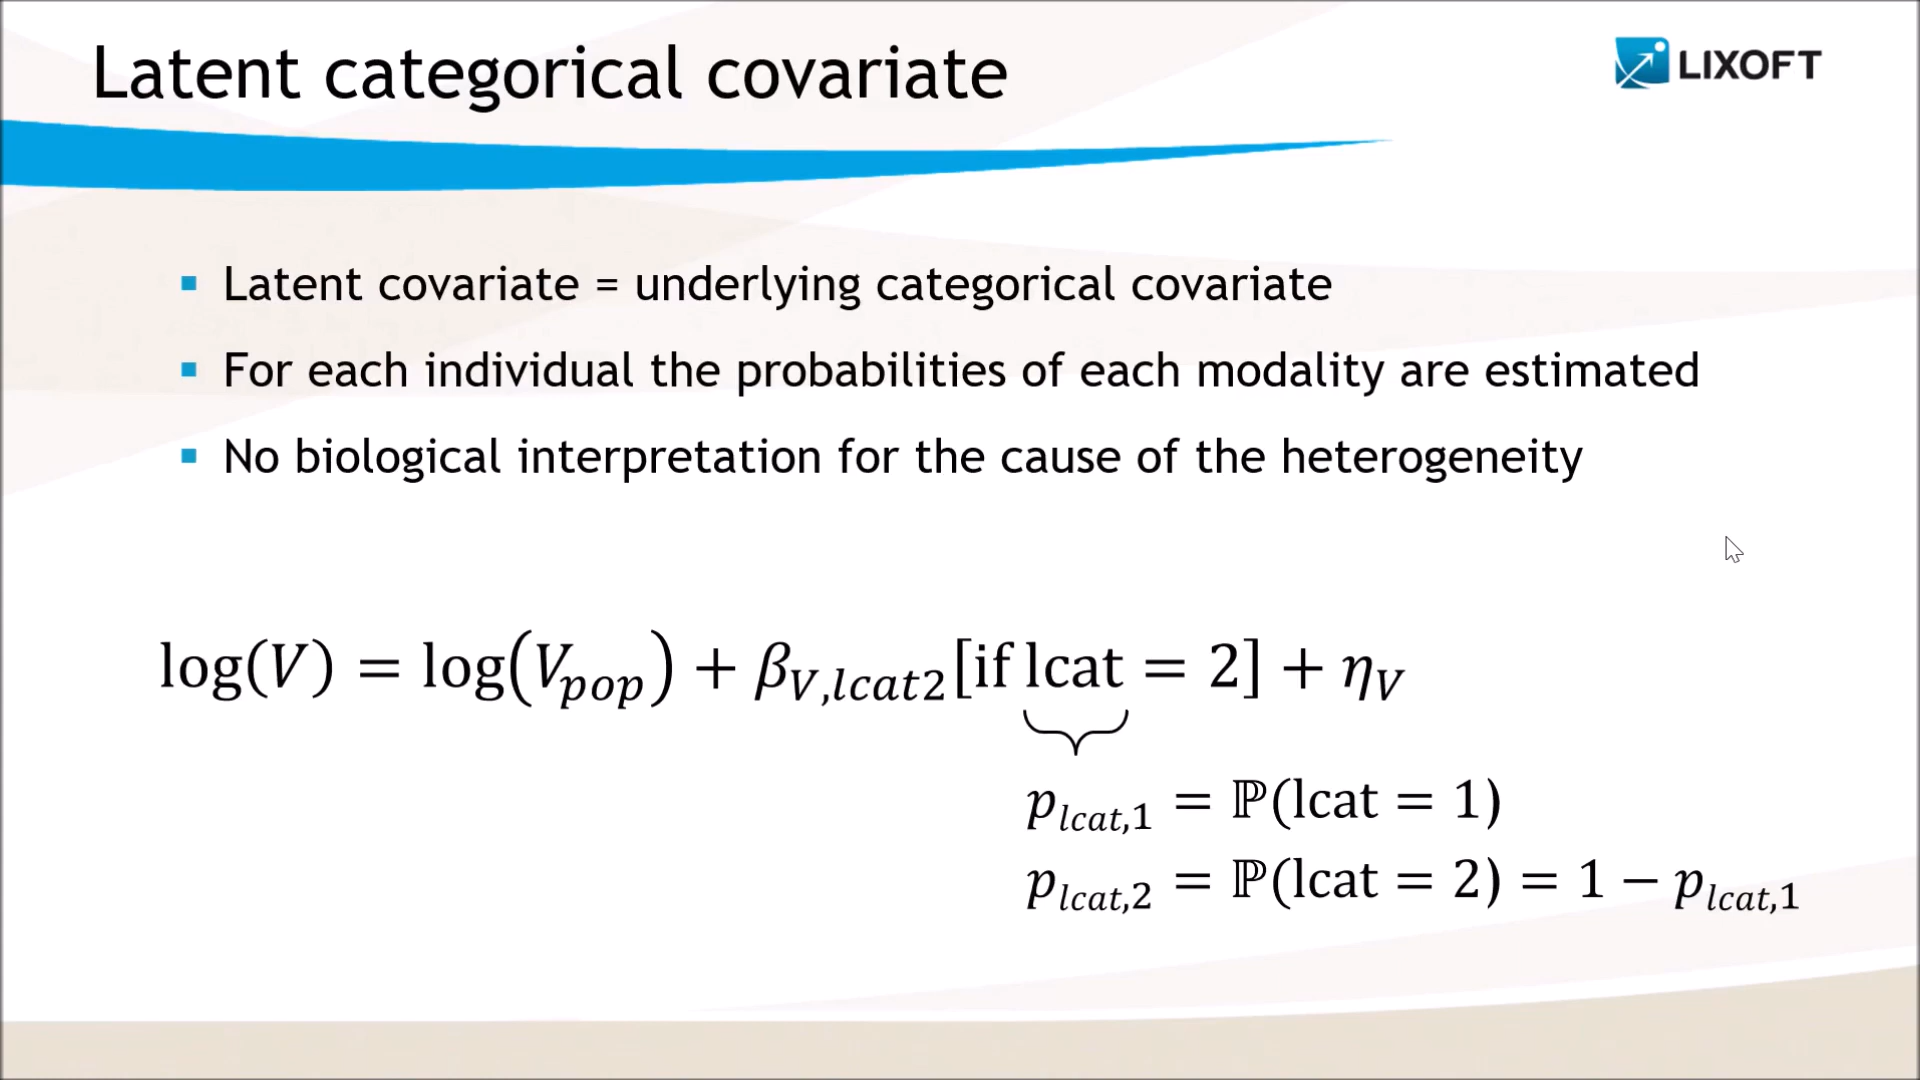 Latent categorical covariate
LIXOFT
Latent covariate = underlying categorical covariate
For each individual the probabilities of each modality are estimated
No biological interpretation for the cause of the heterogeneity
log(V) = log(V_pop) + β_V,lcat2[if lcat = 2] + η_V
p_lcat,1 = ℙ(lcat = 1)
p_lcat,2 = ℙ(lcat = 2) = 1 − p_lcat,1